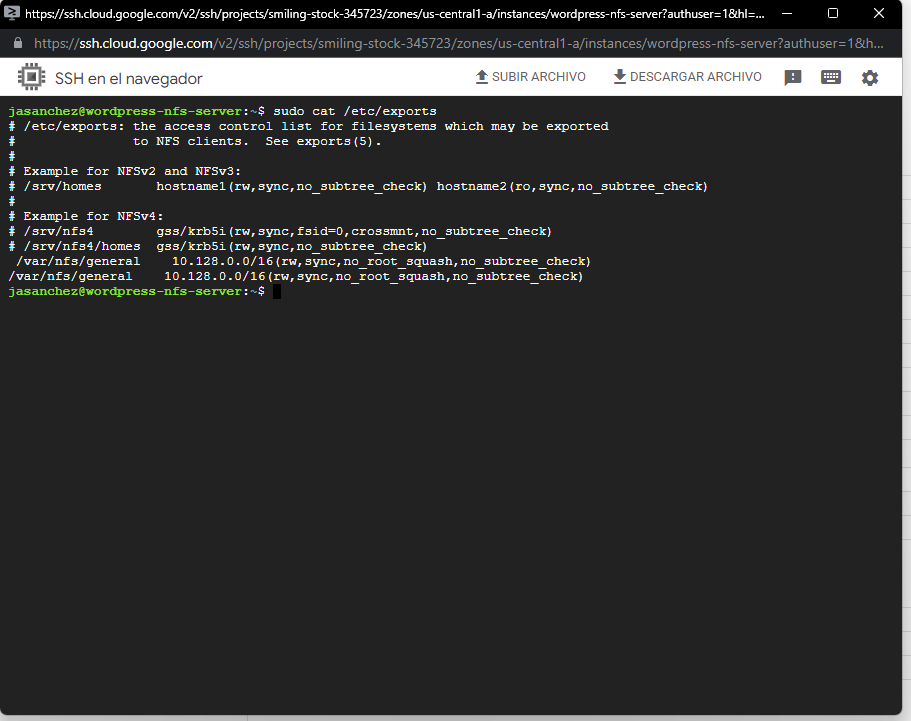 https://ssh.cloud.google.com/v2/ssh/projects/smiling-stock-345723/zones/us-central1-a/instances/wordpress-nfs-server?authuser=1&hl=...
https://ssh.cloud.google.com/v2/ssh/projects/smiling-stock-345723/zones/us-central1-a/instances/wordpress-nfs-server?authuser=1&h...
SSH en el navegador SUBIR ARCHIVO DESCARGAR ARCHIVO
jasanchez@wordpress-nfs-server:~$ sudo cat /etc/exports
# /etc/exports: the access control list for filesystems which may be exported
#               to NFS clients.  See exports(5).
#
# Example for NFSv2 and NFSv3:
# /srv/homes       hostname1(rw,sync,no_subtree_check) hostname2(ro,sync,no_subtree_check)
#
# Example for NFSv4:
# /srv/nfs4        gss/krb5i(rw,sync,fsid=0,crossmnt,no_subtree_check)
# /srv/nfs4/homes  gss/krb5i(rw,sync,no_subtree_check)
 /var/nfs/general    10.128.0.0/16(rw,sync,no_root_squash,no_subtree_check)
/var/nfs/general    10.128.0.0/16(rw,sync,no_root_squash,no_subtree_check)
jasanchez@wordpress-nfs-server:~$